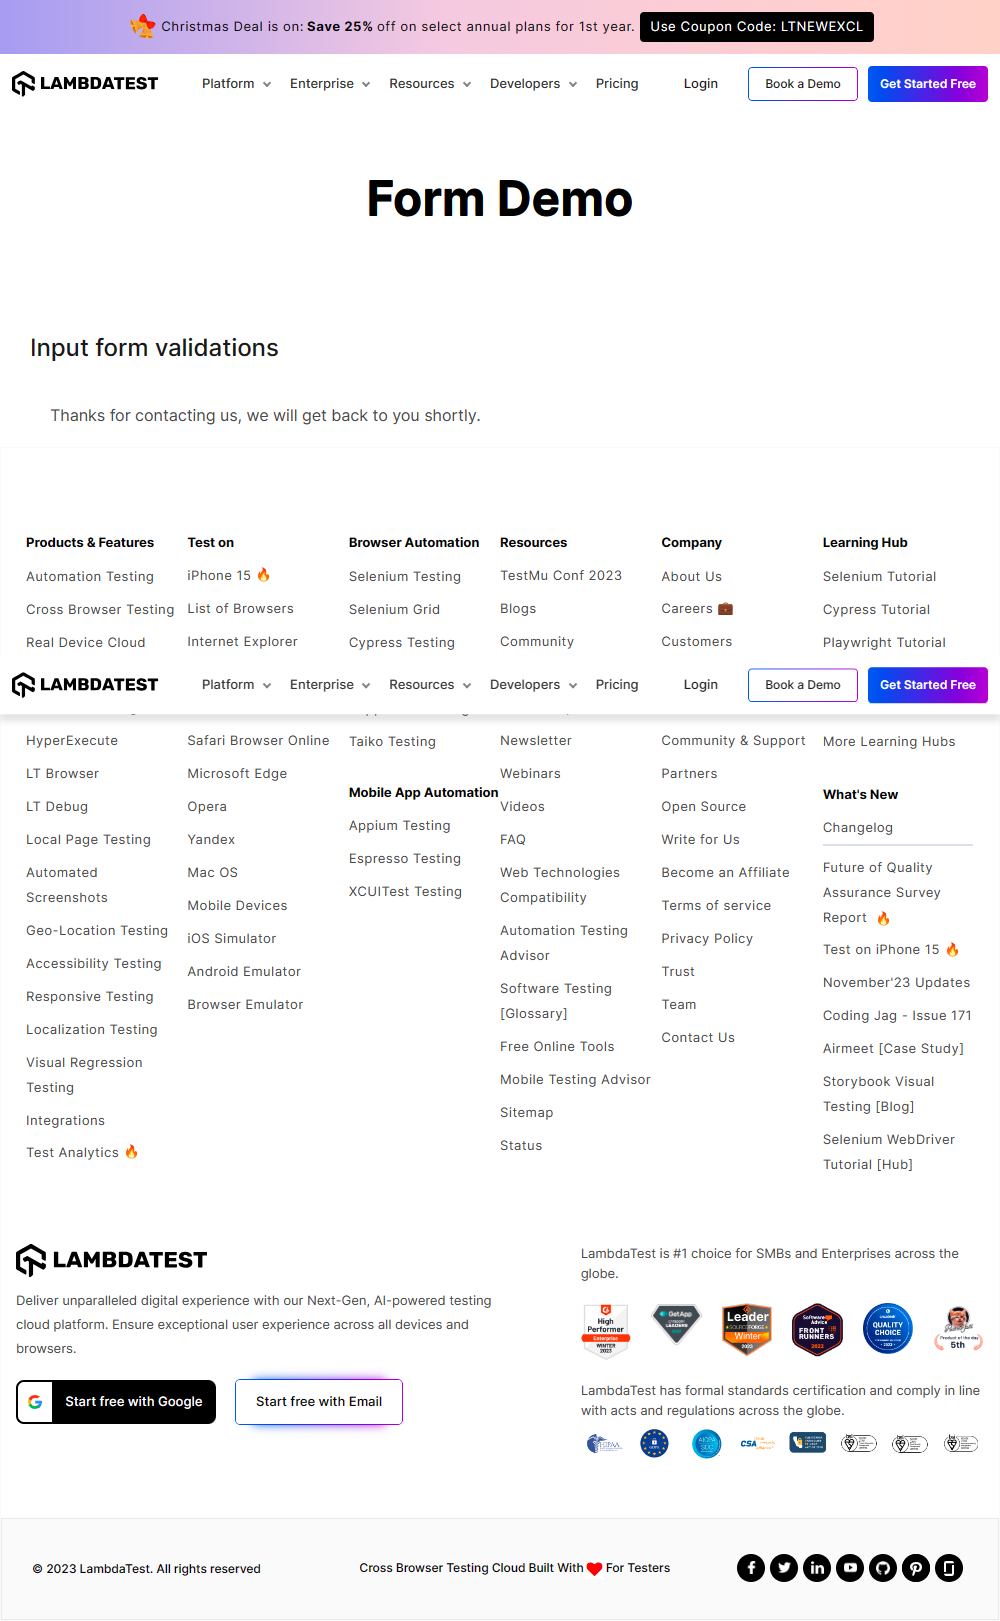 Christmas Deal is on: Save 25% off on select annual plans for 1st year. Use Coupon Code: LTNEWEXCL
LAMBDATEST Platform Enterprise Resources Developers Pricing Login Book a Demo Get Started Free
Form Demo
Input form validations
Thanks for contacting us, we will get back to you shortly.
Products & Features
Automation Testing
Cross Browser Testing
Real Device Cloud
Test on
iPhone 15 🔥
List of Browsers
Internet Explorer
Browser Automation
Selenium Testing
Selenium Grid
Cypress Testing
Resources
TestMu Conf 2023
Blogs
Community
Company
About Us
Careers 💼
Customers
Learning Hub
Selenium Tutorial
Cypress Tutorial
Playwright Tutorial
LAMBDATEST Platform Enterprise Resources Developers Pricing Login Book a Demo Get Started Free
HyperExecute
LT Browser
LT Debug
Local Page Testing
Automated
Screenshots
Geo-Location Testing
Accessibility Testing
Responsive Testing
Localization Testing
Visual Regression
Testing
Integrations
Test Analytics 🔥
Safari Browser Online
Microsoft Edge
Opera
Yandex
Mac OS
Mobile Devices
iOS Simulator
Android Emulator
Browser Emulator
Taiko Testing
Mobile App Automation
Appium Testing
Espresso Testing
XCUITest Testing
Newsletter
Webinars
Videos
FAQ
Web Technologies
Compatibility
Automation Testing
Advisor
Software Testing
[Glossary]
Free Online Tools
Mobile Testing Advisor
Sitemap
Status
Community & Support
Partners
Open Source
Write for Us
Become an Affiliate
Terms of service
Privacy Policy
Trust
Team
Contact Us
More Learning Hubs
What's New
Changelog
Future of Quality
Assurance Survey
Report 🔥
Test on iPhone 15 🔥
November'23 Updates
Coding Jag - Issue 171
Airmeet [Case Study]
Storybook Visual
Testing [Blog]
Selenium WebDriver
Tutorial [Hub]
LAMBDATEST
Deliver unparalleled digital experience with our Next-Gen, AI-powered testing
cloud platform. Ensure exceptional user experience across all devices and
browsers.
Start free with Google
Start free with Email
LambdaTest is #1 choice for SMBs and Enterprises across the
globe.
High
Performer
Enterprise
WINTER
2023
GetApp
Leader
SOURCEFORGE
Winter
2023
Software
Advice
FRONT
RUNNERS
2023
QUALITY
CHOICE
2023
Product of the day
5th
LambdaTest has formal standards certification and comply in line
with acts and regulations across the globe.
HIPAA
AICPA
SOC
CSA
© 2023 LambdaTest. All rights reserved
Cross Browser Testing Cloud Built With ❤ For Testers